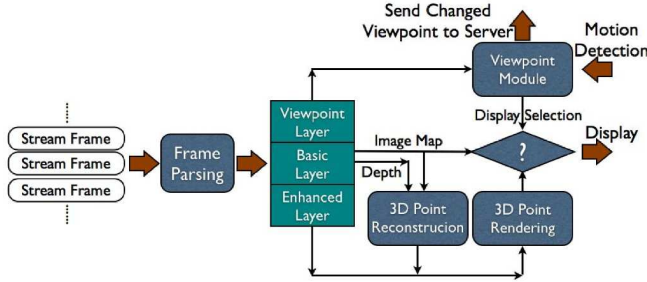 Send Changed
Viewpoint to Server
Motion
Detection
Viewpoint
Module
Stream Frame
Stream Frame
Stream Frame
Frame
Parsing
Viewpoint
Layer
Basic
Layer
Enhanced
Layer
Image Map
Depth
Display Selection
?
Display
3D Point
Reconstrucion
3D Point
Rendering